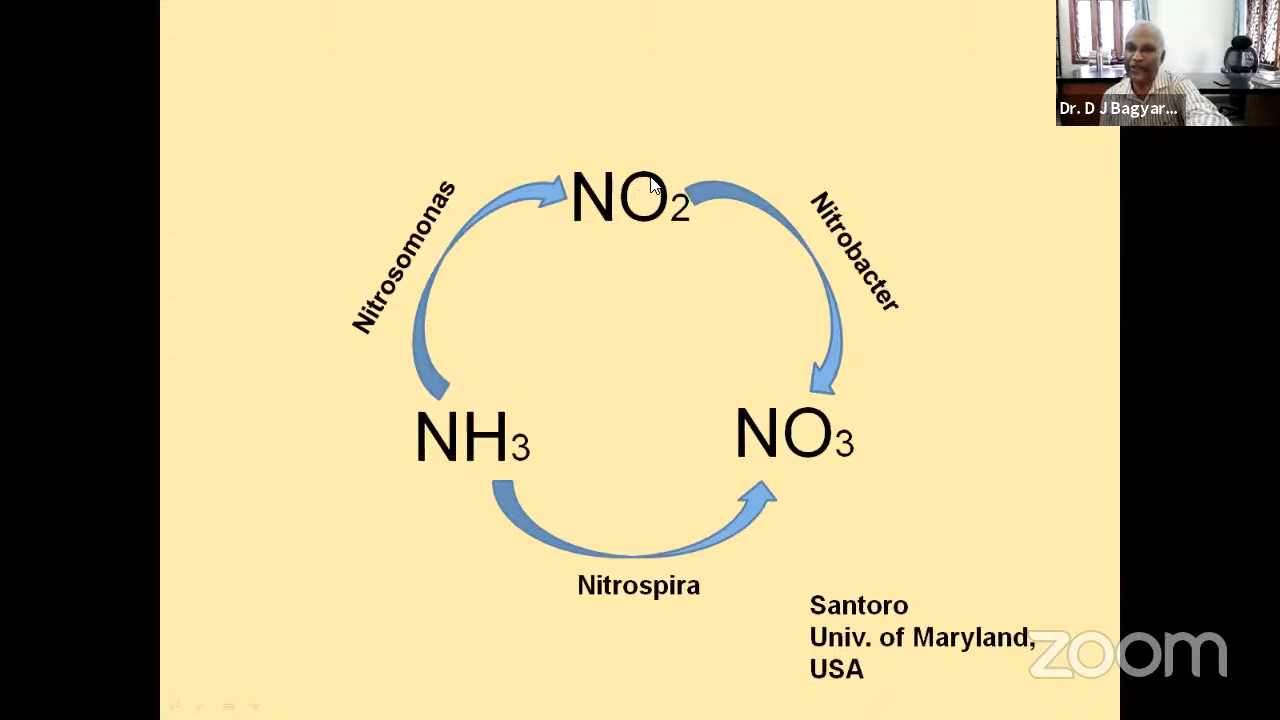 Dr. D J Bagyar...
NO2
Nitrosomonas
Nitrobacter
NH3
NO3
Nitrospira
Santoro
Univ. of Maryland,
USA
zoom